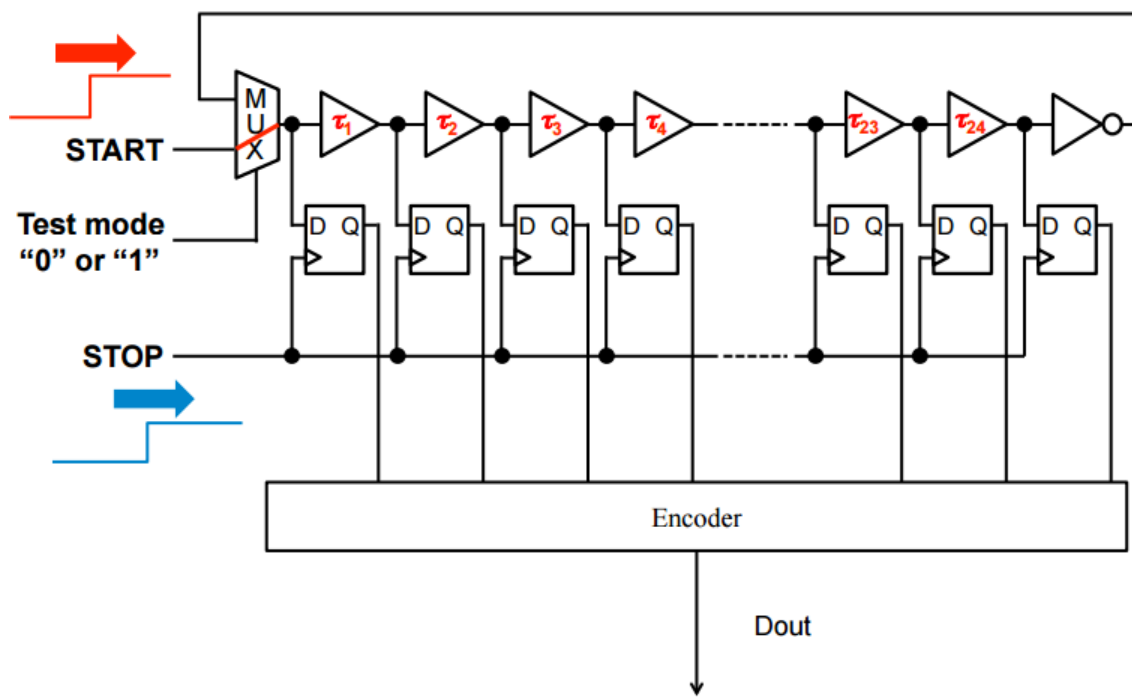 M
U
X
τ1 τ2 τ3 τ4 τ23 τ24
START
Test mode
“0” or “1”
D Q D Q D Q D Q D Q D Q D Q
STOP
Encoder
Dout